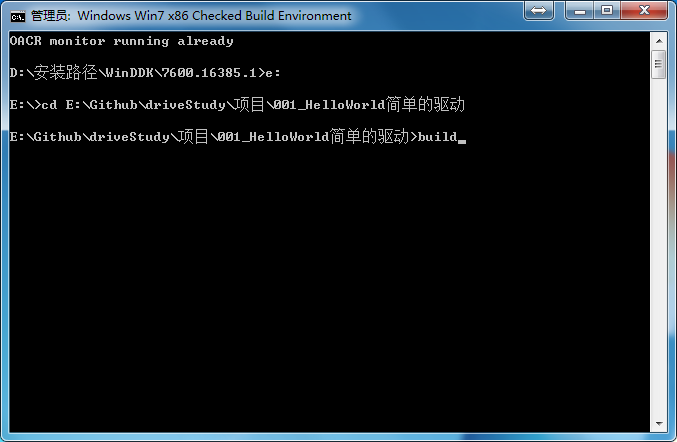 管理员: Windows Win7 x86 Checked Build Environment
OACR monitor running already
D:\安装路径\WinDDK\7600.16385.1>e:
E:\>cd E:\Github\driveStudy\项目\001_HelloWorld简单的驱动
E:\Github\driveStudy\项目\001_HelloWorld简单的驱动>build